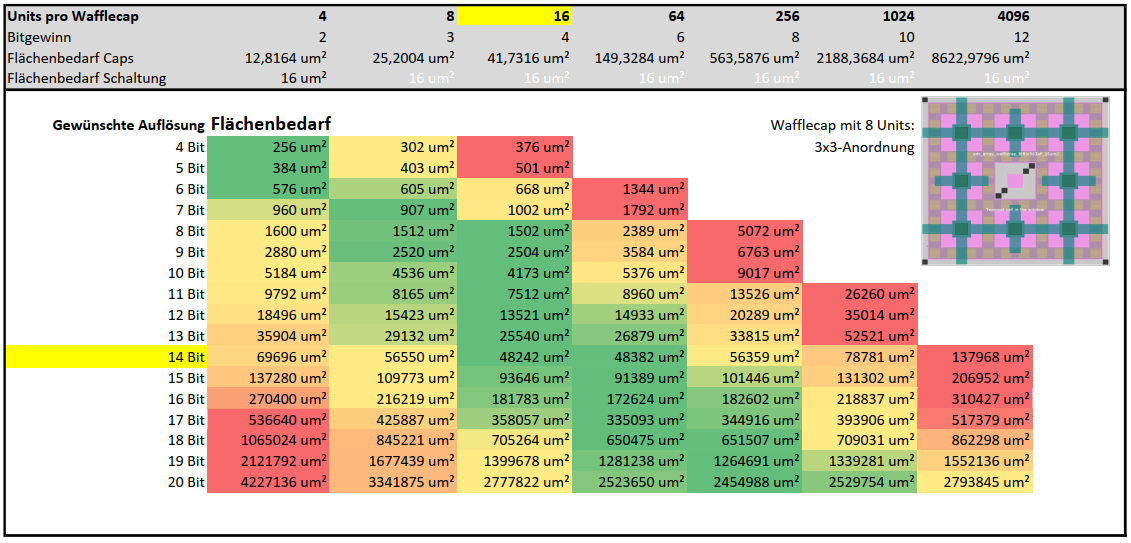 Units pro Wafflecap 4 8 16 64 256 1024 4096
Bitgewinn 2 3 4 6 8 10 12
Flächenbedarf Caps 12,8164 um² 25,2004 um² 41,7316 um² 149,3284 um² 563,5876 um² 2188,3684 um² 8622,9796 um²
Flächenbedarf Schaltung 16 um² 16 um² 16 um² 16 um² 16 um² 16 um² 16 um²
Gewünschte Auflösung Flächenbedarf
Wafflecap mit 8 Units:
3x3-Anordnung
4 Bit 256 um² 302 um² 376 um²
5 Bit 384 um² 403 um² 501 um²
6 Bit 576 um² 605 um² 668 um² 1344 um²
7 Bit 960 um² 907 um² 1002 um² 1792 um²
8 Bit 1600 um² 1512 um² 1502 um² 2389 um² 5072 um²
9 Bit 2880 um² 2520 um² 2504 um² 3584 um² 6763 um²
10 Bit 5184 um² 4536 um² 4173 um² 5376 um² 9017 um²
11 Bit 9792 um² 8165 um² 7512 um² 8960 um² 13526 um² 26260 um²
12 Bit 18496 um² 15423 um² 13521 um² 14933 um² 20289 um² 35014 um²
13 Bit 35904 um² 29132 um² 25540 um² 26879 um² 33815 um² 52521 um²
14 Bit 69696 um² 56550 um² 48242 um² 48382 um² 56359 um² 78781 um² 137968 um²
15 Bit 137280 um² 109773 um² 93646 um² 91389 um² 101446 um² 131302 um² 206952 um²
16 Bit 270400 um² 216219 um² 181783 um² 172624 um² 182602 um² 218837 um² 310427 um²
17 Bit 536640 um² 425887 um² 358057 um² 335093 um² 344916 um² 393906 um² 517379 um²
18 Bit 1065024 um² 845221 um² 705264 um² 650475 um² 651507 um² 709031 um² 862298 um²
19 Bit 2121792 um² 1677439 um² 1399678 um² 1281238 um² 1264691 um² 1339281 um² 1552136 um²
20 Bit 4227136 um² 3341875 um² 2777822 um² 2523650 um² 2454988 um² 2529754 um² 2793845 um²